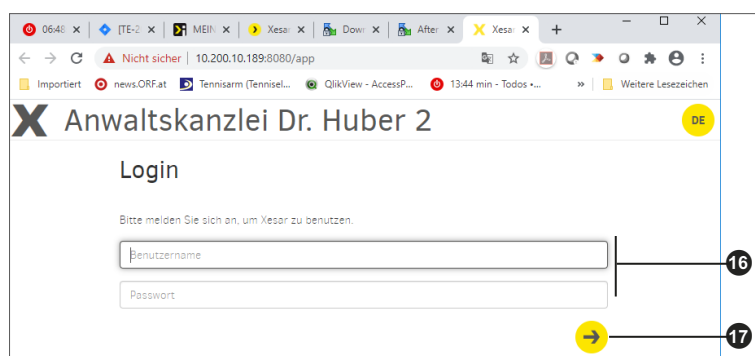 06:48 [TE-2 MEIN Xesar Dowr After Xesar
Nicht sicher | 10.200.10.189:8080/app
Importiert news.ORF.at Tennisarm (Tennisel... QlikView - AccessP... 13:44 min - Todos •... » Weitere Lesezeichen
X Anwaltskanzlei Dr. Huber 2 DE
Login
Bitte melden Sie sich an, um Xesar zu benutzen.
Benutzername
16
Passwort
17